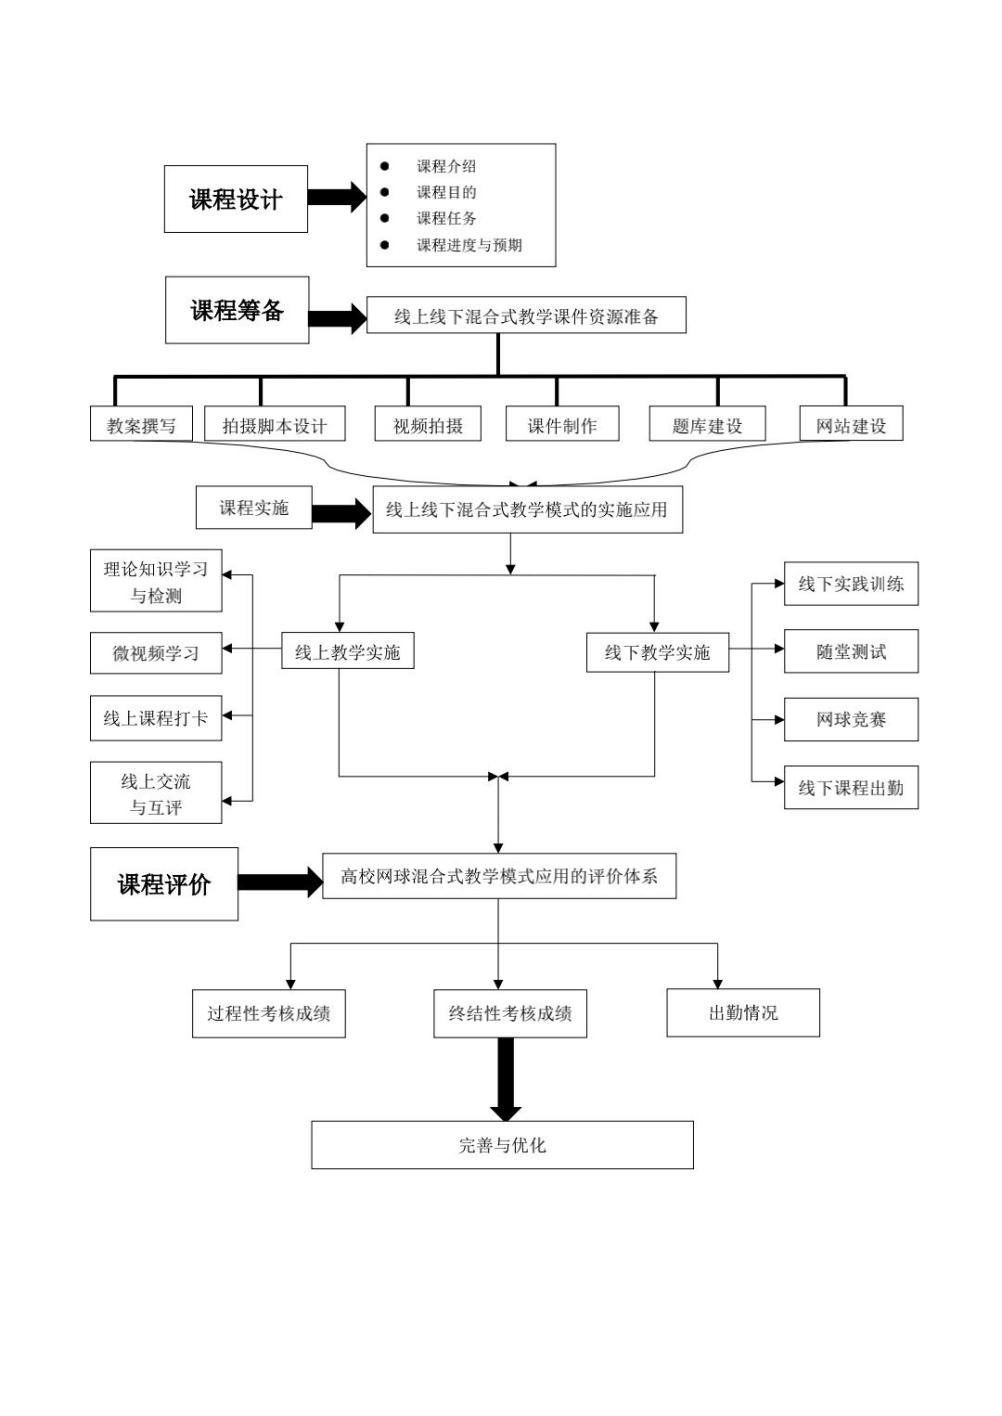 课程设计
● 课程介绍
● 课程目的
● 课程任务
● 课程进度与预期
课程筹备
线上线下混合式教学课件资源准备
教案撰写
拍摄脚本设计
视频拍摄
课件制作
题库建设
网站建设
课程实施
线上线下混合式教学模式的实施应用
理论知识学习
与检测
微视频学习
线上课程打卡
线上交流
与互评
线上教学实施
线下教学实施
线下实践训练
随堂测试
网球竞赛
线下课程出勤
课程评价
高校网球混合式教学模式应用的评价体系
过程性考核成绩
终结性考核成绩
出勤情况
完善与优化